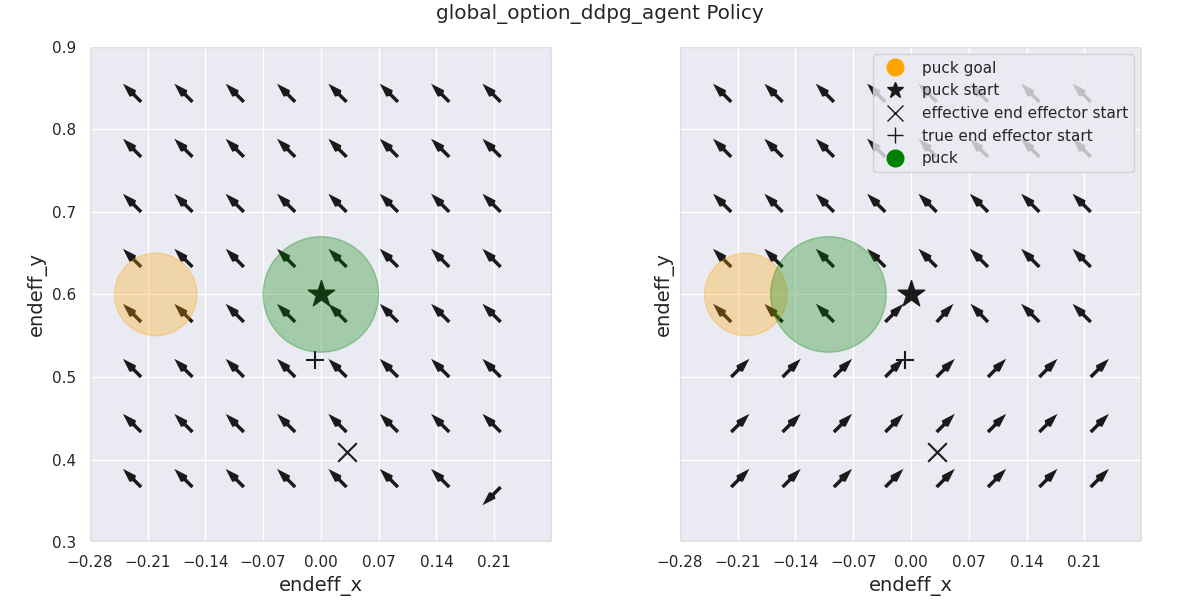 global_option_ddpg_agent Policy
0.9
0.8
0.7
0.6
0.5
0.4
0.3
endeff_y
−0.28 −0.21 −0.14 −0.07 0.00 0.07 0.14 0.21
endeff_x
endeff_y
puck goal
puck start
effective end effector start
true end effector start
puck
−0.28 −0.21 −0.14 −0.07 0.00 0.07 0.14 0.21
endeff_x